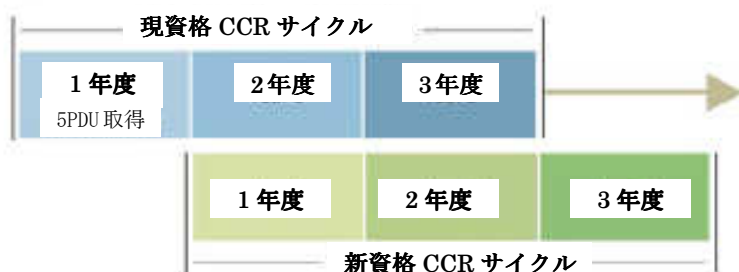 現資格 CCR サイクル
1 年度 2 年度 3 年度
5PDU 取得
1 年度 2 年度 3 年度
新資格 CCR サイクル